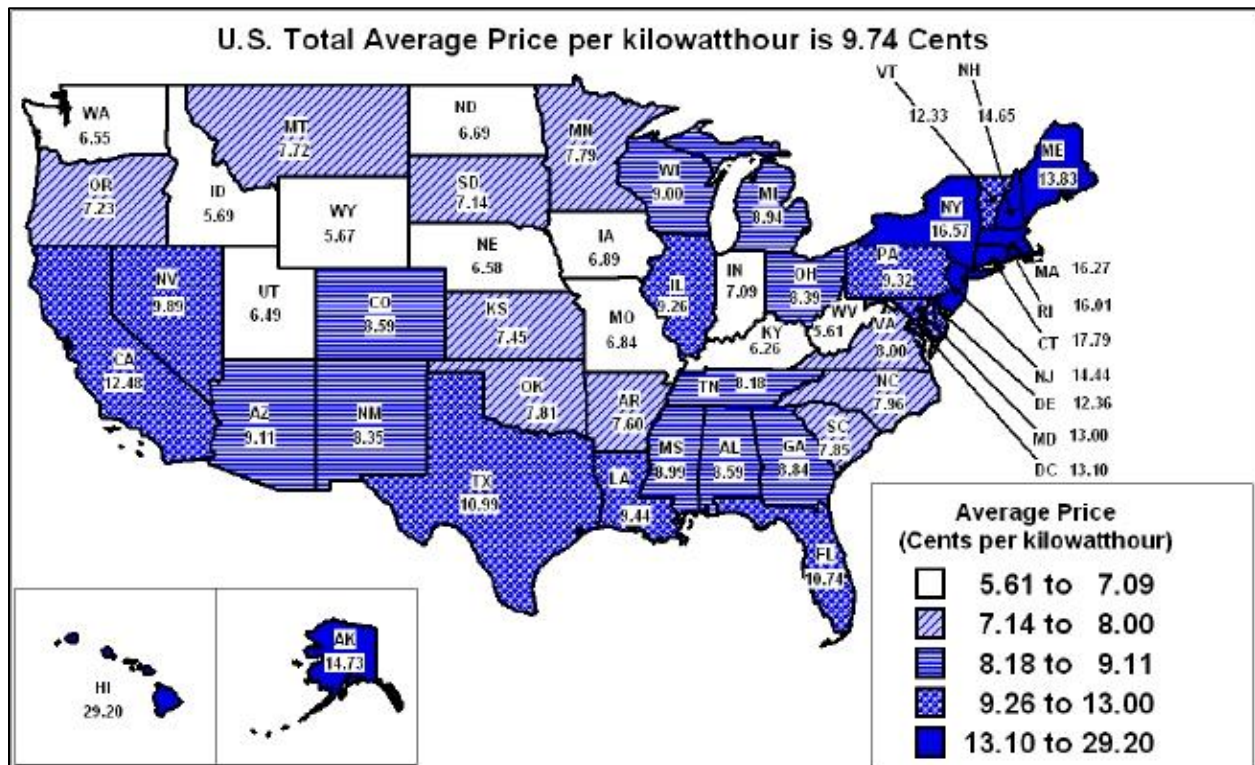 U.S. Total Average Price per kilowatthour is 9.74 Cents
VT
12.33
NH
14.65
WA
6.55
MT
7.72
ND
6.69
MN
7.79
ME
13.83
OR
7.23
ID
5.69
WY
5.67
SD
7.14
WI
9.00
MI
8.94
NY
16.57
NV
9.89
UT
6.49
CO
8.59
NE
6.58
IA
6.89
IL
9.26
IN
7.09
OH
8.39
PA
9.32
MA 16.27
RI 16.01
CT 17.79
NJ 14.44
DE 12.36
MD 13.00
DC 13.10
CA
12.48
KS
7.45
MO
6.84
KY
6.26
WV
5.61
VA
8.00
AZ
9.11
NM
8.35
OK
7.81
AR
7.60
TN 8.18
NC
7.96
SC
7.85
TX
10.99
LA
9.44
MS
8.99
AL
8.59
GA
8.84
FL
10.74
HI
29.20
AK
14.73
Average Price
(Cents per kilowatthour)
5.61 to 7.09
7.14 to 8.00
8.18 to 9.11
9.26 to 13.00
13.10 to 29.20